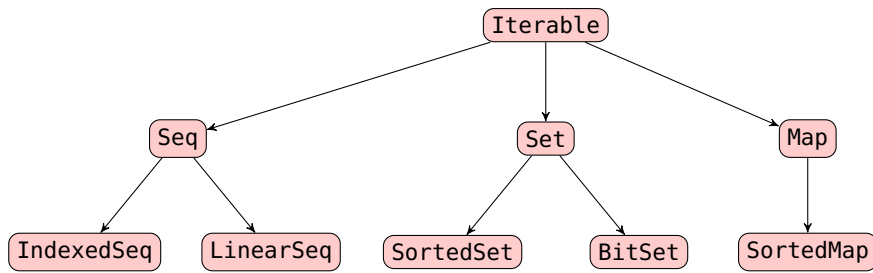 Iterable
Seq
Set
Map
IndexedSeq
LinearSeq
SortedSet
BitSet
SortedMap